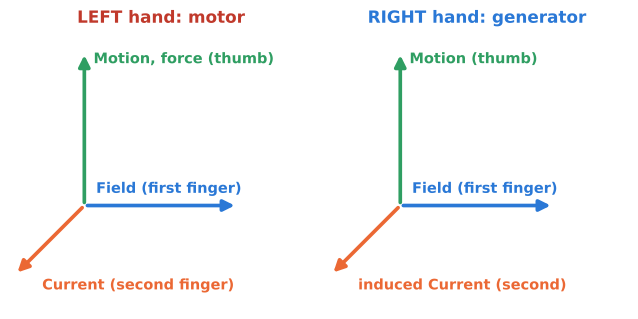 LEFT hand: motor
Motion, force (thumb)
Field (first finger)
Current (second finger)
RIGHT hand: generator
Motion (thumb)
Field (first finger)
induced Current (second)